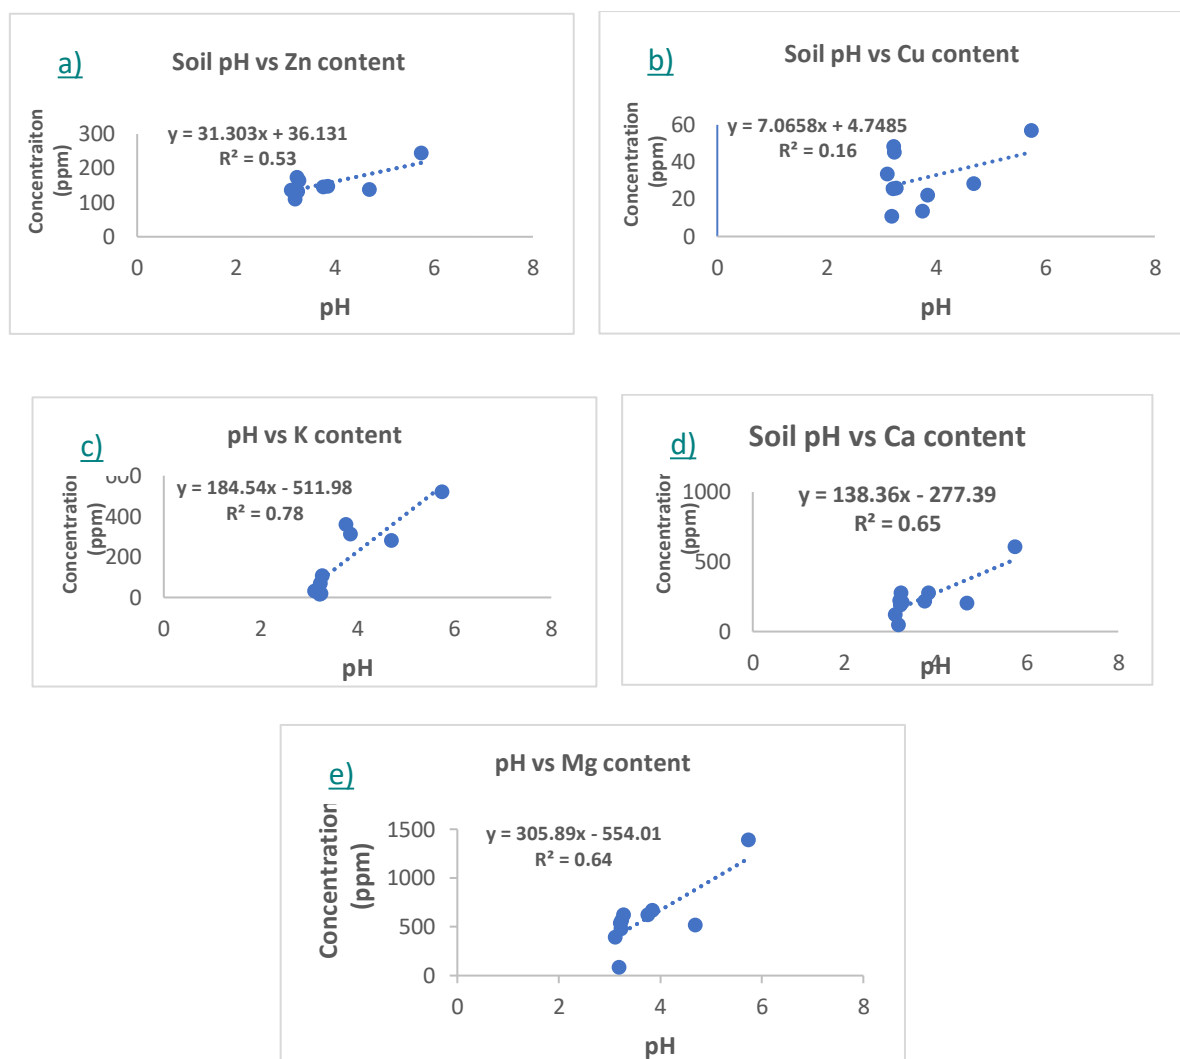 a)
Soil pH vs Zn content
Concentraiton
(ppm)
y = 31.303x + 36.131
R² = 0.53
300
200
100
0
0 2 4 6 8
pH
b)
Soil pH vs Cu content
Concentration
(ppm)
y = 7.0658x + 4.7485
R² = 0.16
60
40
20
0
0 2 4 6 8
pH
c)
pH vs K content
Concentration
(ppm)
y = 184.54x - 511.98
R² = 0.78
600
400
200
0
0 2 4 6 8
pH
d)
Soil pH vs Ca content
Concentration
(ppm)
y = 138.36x - 277.39
R² = 0.65
1000
500
0
0 2 4 6 8
pH
e)
pH vs Mg content
Concentration
(ppm)
y = 305.89x - 554.01
R² = 0.64
1500
1000
500
0
0 2 4 6 8
pH